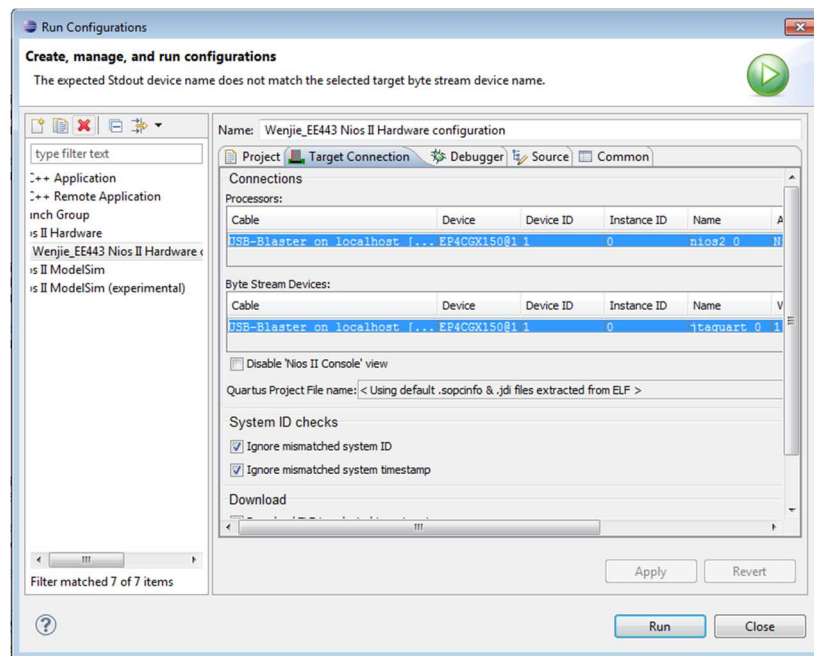 Run Configurations
Create, manage, and run configurations
The expected Stdout device name does not match the selected target byte stream device name.
type filter text
C++ Application
C++ Remote Application
unch Group
os II Hardware
Wenjie_EE443 Nios II Hardware c
os II ModelSim
os II ModelSim (experimental)
Filter matched 7 of 7 items
Name: Wenjie_EE443 Nios II Hardware configuration
Project Target Connection Debugger Source Common
Connections
Processors:
Cable Device Device ID Instance ID Name A
USB-Blaster on localhost [... EP4CGX150@1 1 0 nios2_0 N
Byte Stream Devices:
Cable Device Device ID Instance ID Name V
USB-Blaster on localhost [... EP4CGX150@1 1 0 jtaguart_0 1
Disable 'Nios II Console' view
Quartus Project File name: < Using default .sopcinfo & .jdi files extracted from ELF >
System ID checks
Ignore mismatched system ID
Ignore mismatched system timestamp
Download
Apply Revert
Run Close